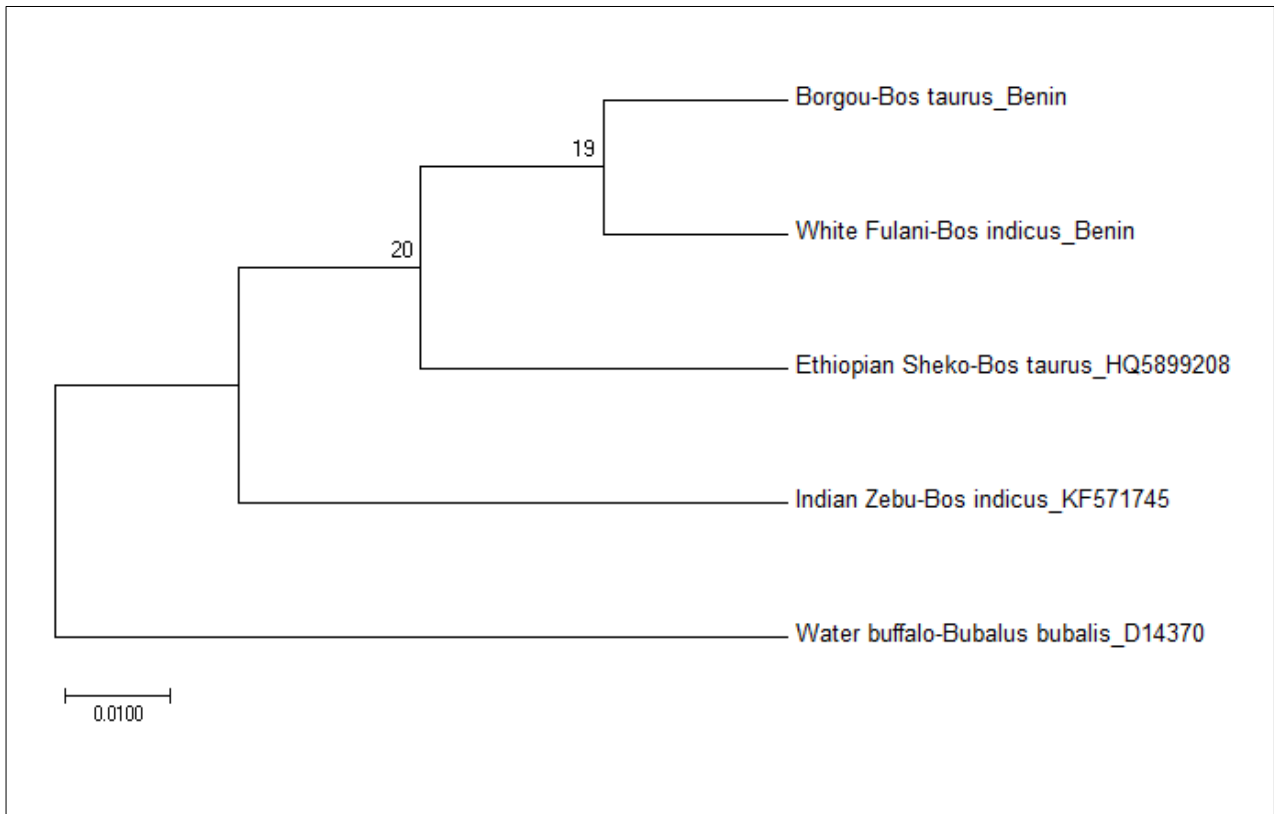 Borgou-Bos taurus_Benin
19
White Fulani-Bos indicus_Benin
20
Ethiopian Sheko-Bos taurus_HQ5899208
Indian Zebu-Bos indicus_KF571745
Water buffalo-Bubalus bubalis_D14370
0.0100